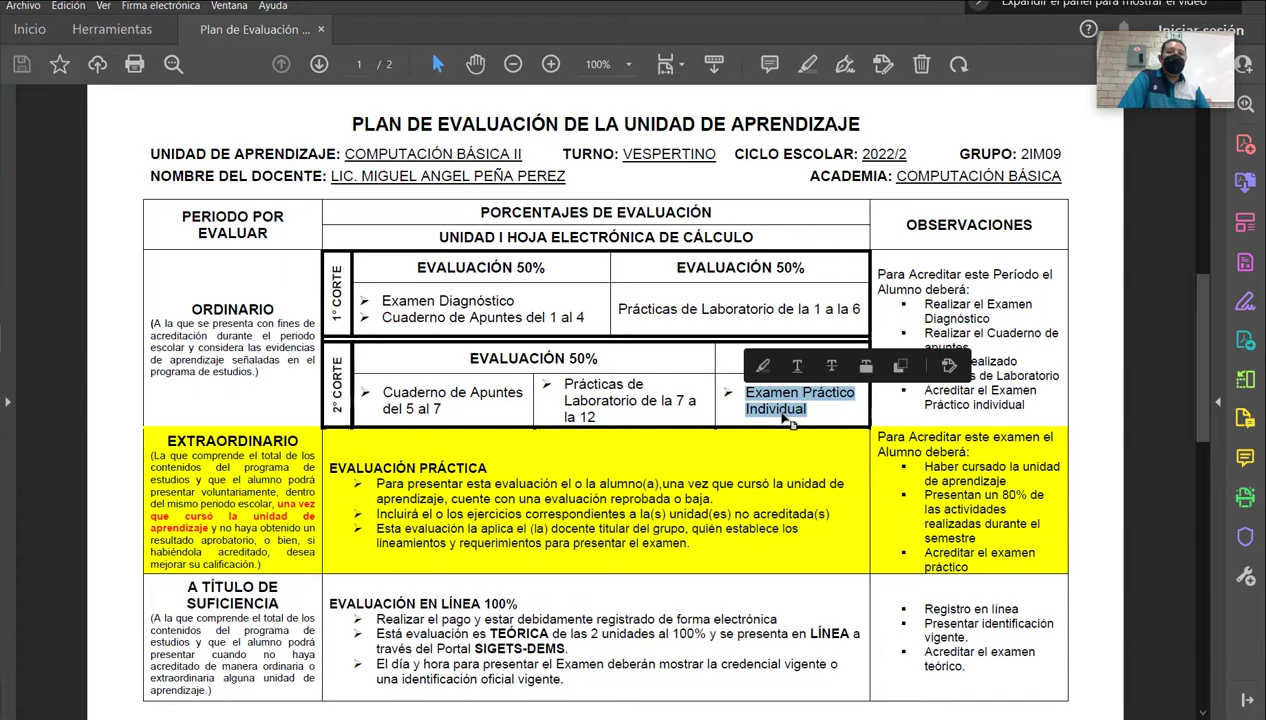 Archivo Edición Ver Firma electrónica Ventana Ayuda
Expandir el panel para mostrar el video
Inicio Herramientas Plan de Evaluación ... × Iniciar sesión
1 / 2 100%
PLAN DE EVALUACIÓN DE LA UNIDAD DE APRENDIZAJE
UNIDAD DE APRENDIZAJE: COMPUTACIÓN BÁSICA II TURNO: VESPERTINO CICLO ESCOLAR: 2022/2 GRUPO: 2IM09
NOMBRE DEL DOCENTE: LIC. MIGUEL ANGEL PEÑA PEREZ ACADEMIA: COMPUTACIÓN BÁSICA
PERIODO POR
EVALUAR
PORCENTAJES DE EVALUACIÓN
UNIDAD I HOJA ELECTRÓNICA DE CÁLCULO
OBSERVACIONES
ORDINARIO
(A la que se presenta con fines de
acreditación durante el periodo
escolar y considera las evidencias
de aprendizaje señaladas en el
programa de estudios.)
1° CORTE
EVALUACIÓN 50%
Examen Diagnóstico
Cuaderno de Apuntes del 1 al 4
EVALUACIÓN 50%
Prácticas de Laboratorio de la 1 a la 6
2° CORTE
EVALUACIÓN 50%
Cuaderno de Apuntes
del 5 al 7
Prácticas de
Laboratorio de la 7 a
la 12
Examen Práctico
Individual
Para Acreditar este Período el
Alumno deberá:
Realizar el Examen
Diagnóstico
Realizar el Cuaderno de
apuntes
realizado
de Laboratorio
Acreditar el Examen
Práctico individual
EXTRAORDINARIO
(La que comprende el total de los
contenidos del programa de
estudios y que el alumno podrá
presentar voluntariamente, dentro
del mismo periodo escolar, una vez
que cursó la unidad de
aprendizaje y no haya obtenido un
resultado aprobatorio, o bien, si
habiéndola acreditado, desea
mejorar su calificación.)
EVALUACIÓN PRÁCTICA
Para presentar esta evaluación el o la alumno(a),una vez que cursó la unidad de
aprendizaje, cuente con una evaluación reprobada o baja.
Incluirá el o los ejercicios correspondientes a la(s) unidad(es) no acreditada(s)
Esta evaluación la aplica el (la) docente titular del grupo, quién establece los
lineamientos y requerimientos para presentar el examen.
Para Acreditar este examen el
Alumno deberá:
Haber cursado la unidad
de aprendizaje
Presentan un 80% de
las actividades
realizadas durante el
semestre
Acreditar el examen
práctico
A TÍTULO DE
SUFICIENCIA
(A la que comprende el total de los
contenidos del programa de
estudios y que el alumno podrá
presentar cuando no haya
acreditado de manera ordinaria o
extraordinaria alguna unidad de
aprendizaje.)
EVALUACIÓN EN LÍNEA 100%
Realizar el pago y estar debidamente registrado de forma electrónica
Está evaluación es TEÓRICA de las 2 unidades al 100% y se presenta en LÍNEA a
través del Portal SIGETS-DEMS.
El día y hora para presentar el Examen deberán mostrar la credencial vigente o
una identificación oficial vigente.
Registro en línea
Presentar identificación
vigente.
Acreditar el examen
teórico.